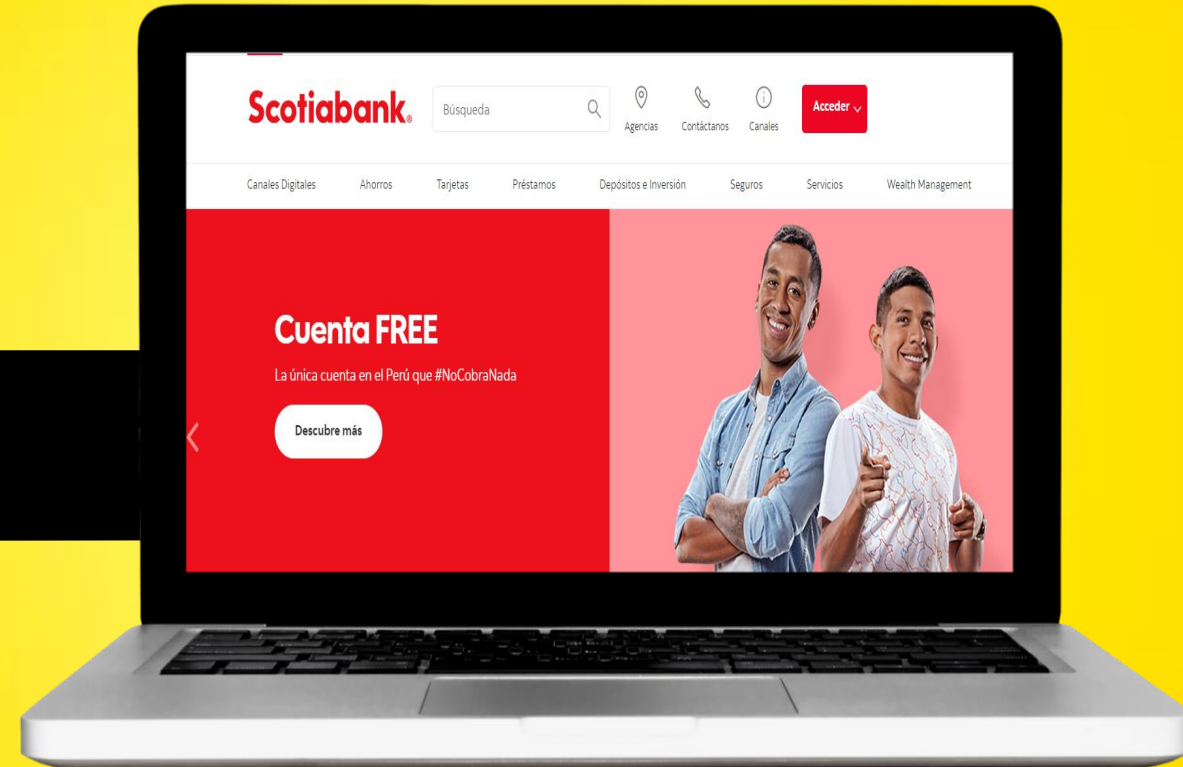 Scotiabank®
Búsqueda
Agencias
Contáctanos
Canales
Acceder
Canales Digitales
Ahorros
Tarjetas
Préstamos
Depósitos e Inversión
Seguros
Servicios
Wealth Management
Cuenta FREE
La única cuenta en el Perú que #NoCobraNada
Descubre más